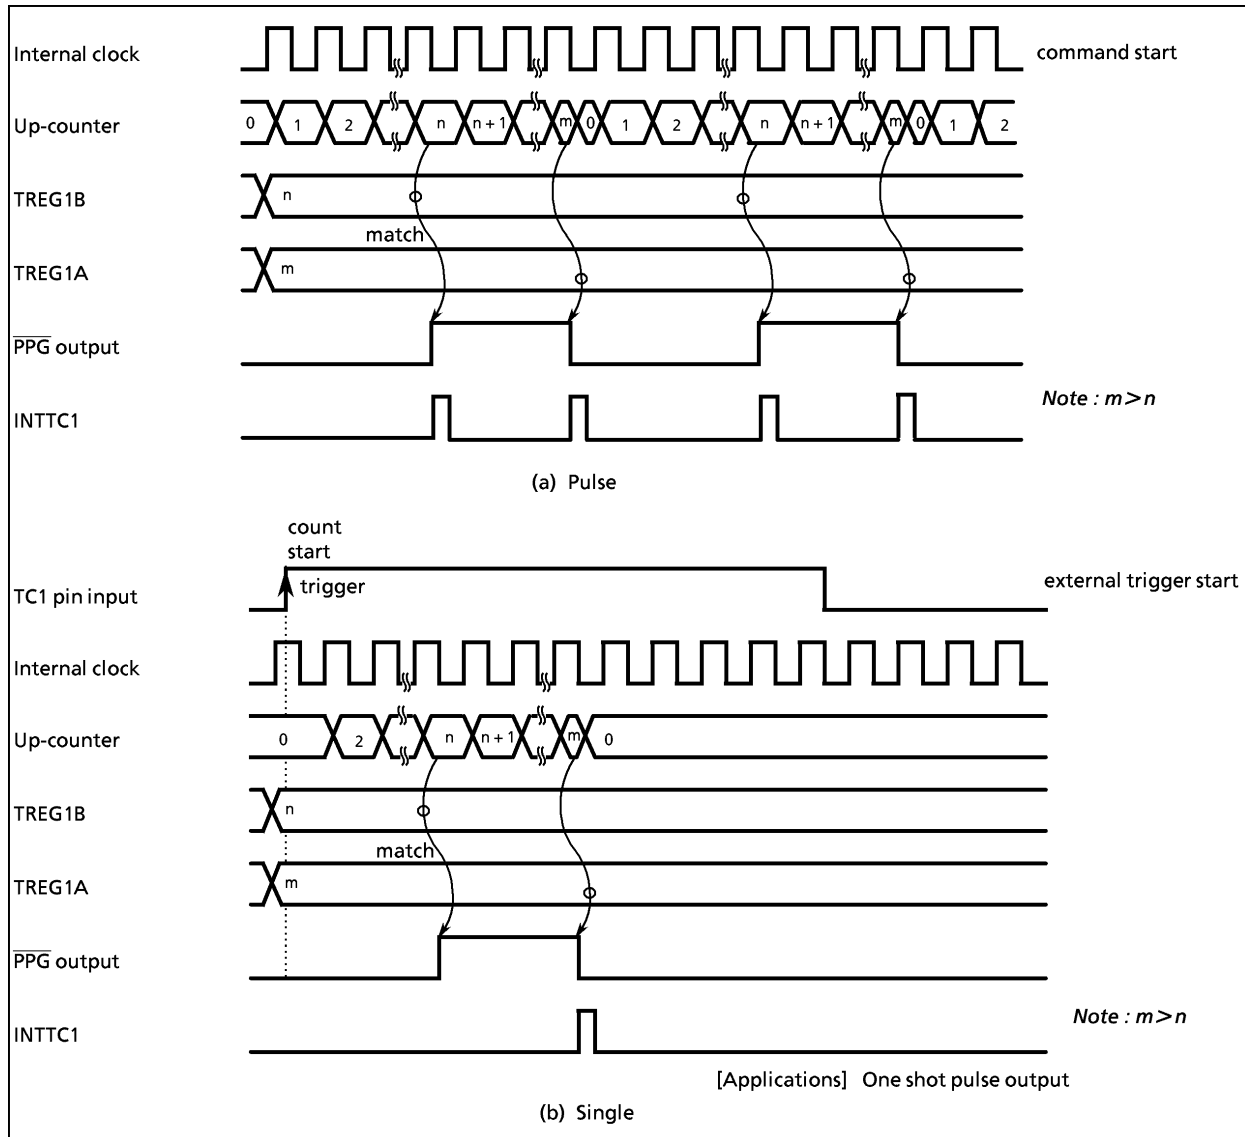 Internal clock
command start
Up-counter
0 1 2 n n+1 m 0 1 2 n n+1 m 0 1 2
TREG1B
n
match
TREG1A
m
PPG output
Note : m>n
INTTC1
(a) Pulse
count
start
trigger
external trigger start
TC1 pin input
Internal clock
Up-counter
0 2 n n+1 m 0
TREG1B
n
match
TREG1A
m
PPG output
Note : m>n
INTTC1
[Applications] One shot pulse output
(b) Single